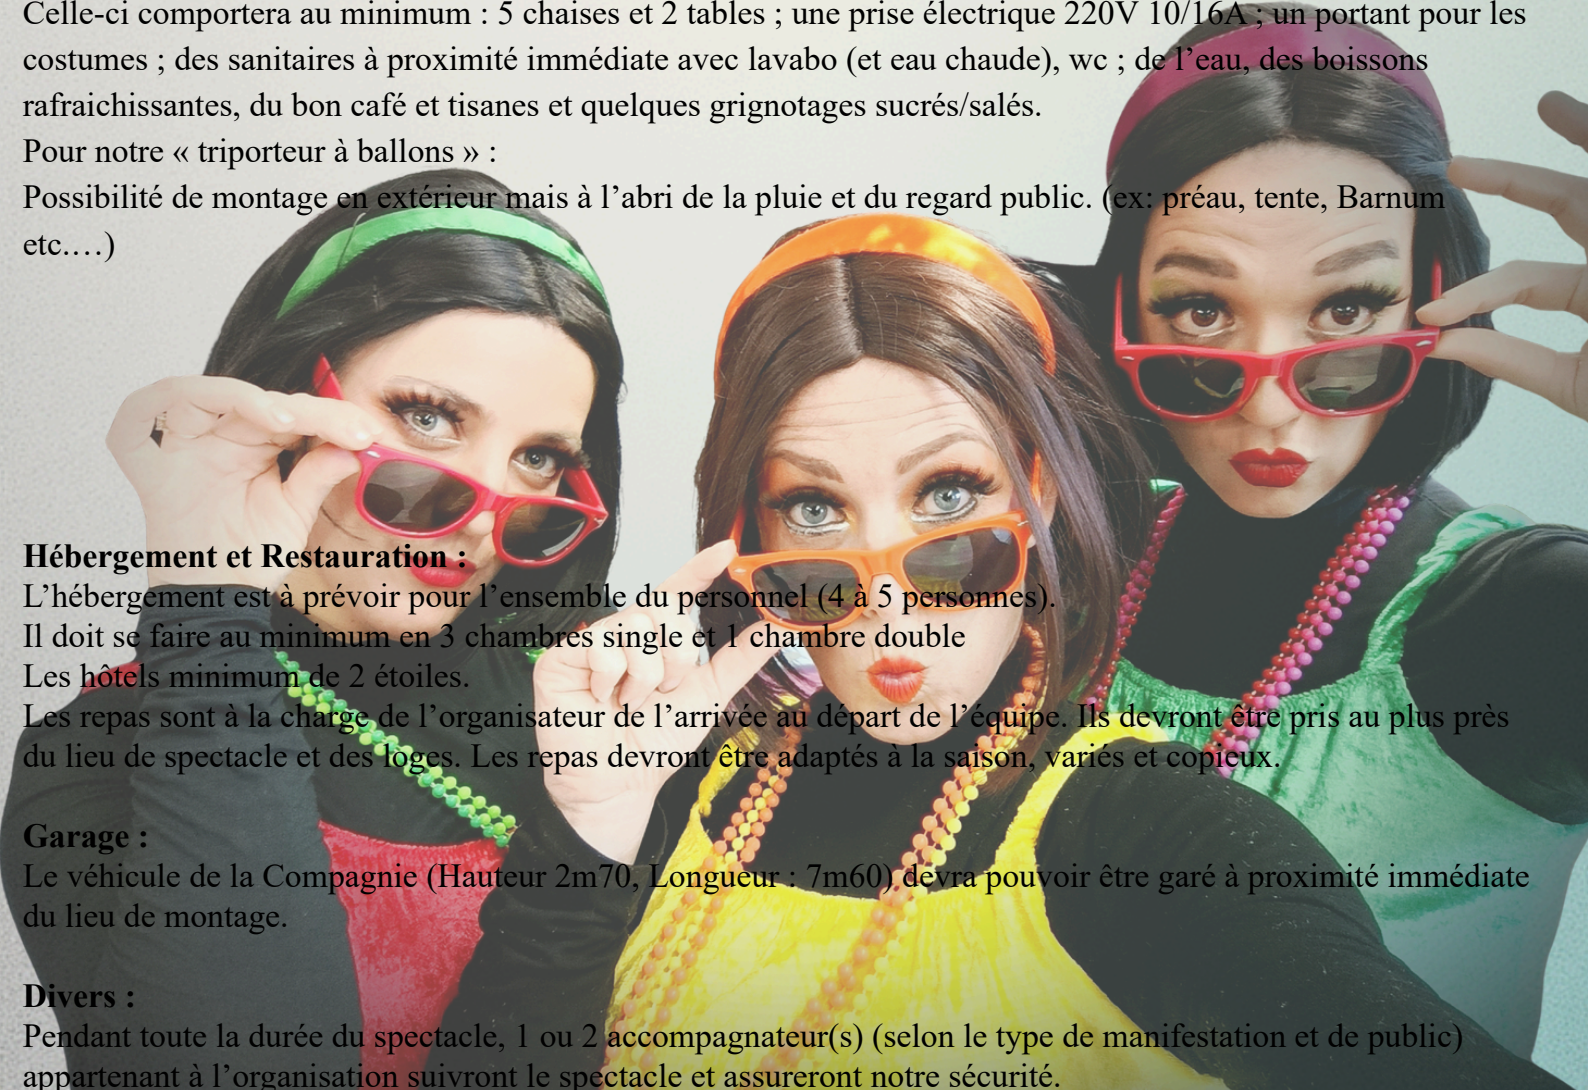 Celle-ci comportera au minimum : 5 chaises et 2 tables ; une prise électrique 220V 10/16A ; un portant pour les
costumes ; des sanitaires à proximité immédiate avec lavabo (et eau chaude), wc ; de l’eau, des boissons
rafraichissantes, du bon café et tisanes et quelques grignotages sucrés/salés.
Pour notre « triporteur à ballons » :
Possibilité de montage en extérieur mais à l’abri de la pluie et du regard public. (ex: préau, tente, Barnum
etc.…)
Hébergement et Restauration :
L’hébergement est à prévoir pour l’ensemble du personnel (4 à 5 personnes).
Il doit se faire au minimum en 3 chambres single et 1 chambre double
Les hôtels minimum de 2 étoiles.
Les repas sont à la charge de l’organisateur de l’arrivée au départ de l’équipe. Ils devront être pris au plus près
du lieu de spectacle et des loges. Les repas devront être adaptés à la saison, variés et copieux.
Garage :
Le véhicule de la Compagnie (Hauteur 2m70, Longueur : 7m60) devra pouvoir être garé à proximité immédiate
du lieu de montage.
Divers :
Pendant toute la durée du spectacle, 1 ou 2 accompagnateur(s) (selon le type de manifestation et de public)
appartenant à l’organisation suivront le spectacle et assureront notre sécurité.